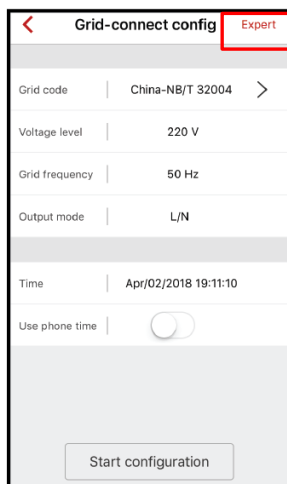 Grid-connect config Expert
Grid code China-NB/T 32004
Voltage level 220 V
Grid frequency 50 Hz
Output mode L/N
Time Apr/02/2018 19:11:10
Use phone time
Start configuration